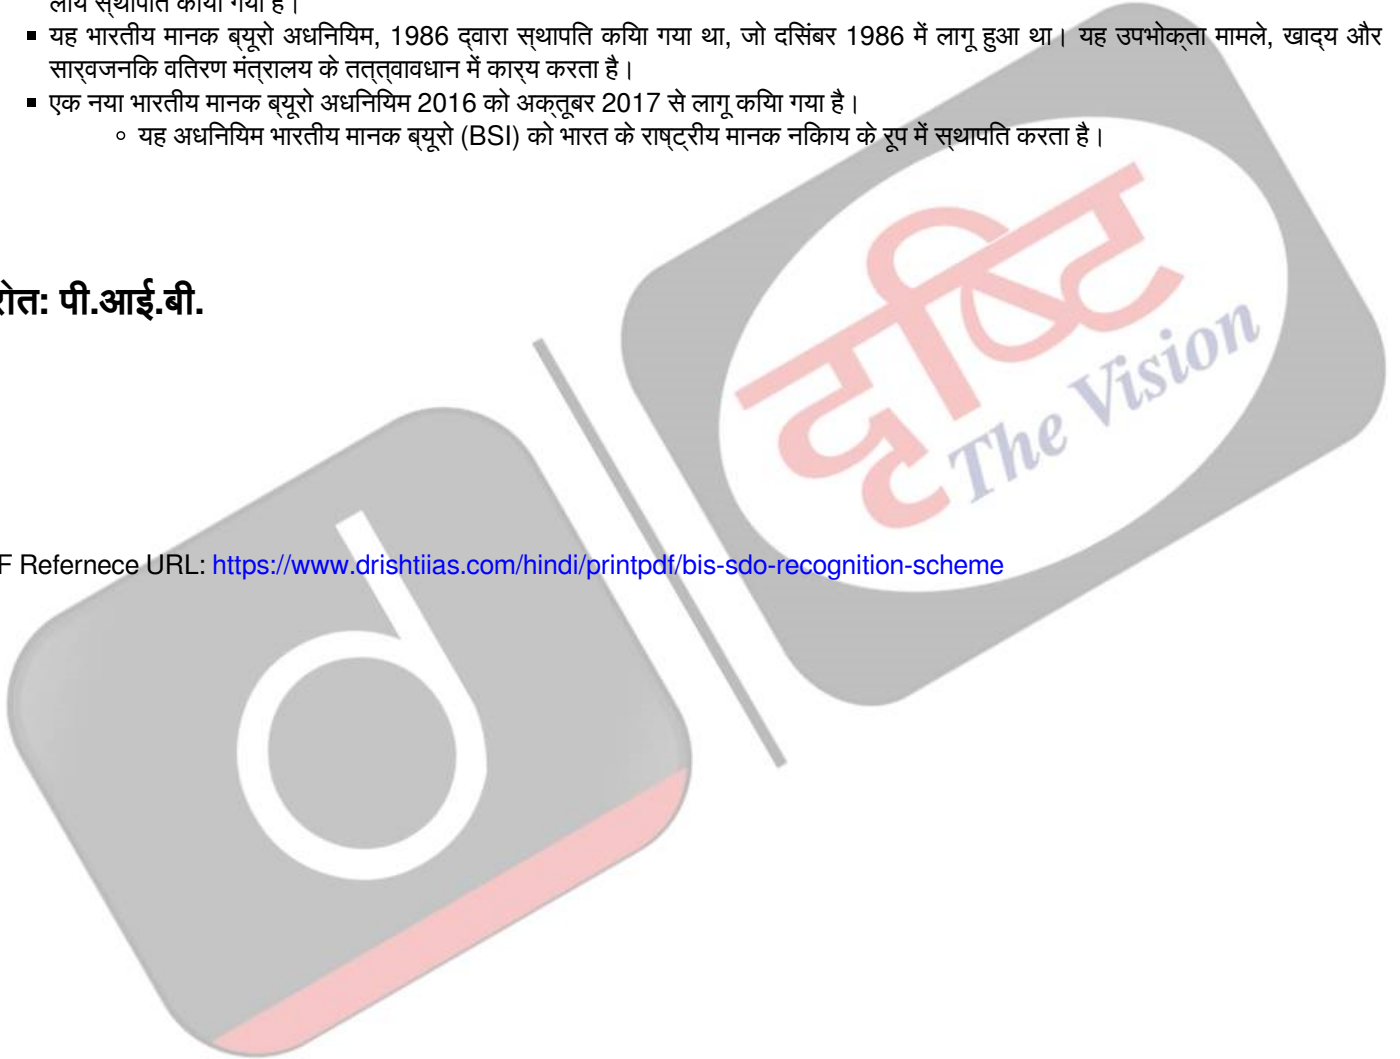 लिये स्थापित किया गया है।
▪ यह भारतीय मानक ब्यूरो अधिनियम, 1986 द्वारा स्थापित किया गया था, जो दिसंबर 1986 में लागू हुआ था। यह उपभोक्ता मामले, खाद्य और
सार्वजनिक वितरण मंत्रालय के तत्त्वावधान में कार्य करता है।
▪ एक नया भारतीय मानक ब्यूरो अधिनियम 2016 को अक्तूबर 2017 से लागू किया गया है।
◦ यह अधिनियम भारतीय मानक ब्यूरो (BSI) को भारत के राष्ट्रीय मानक निकाय के रूप में स्थापित करता है।
रोत: पी.आई.बी.
दृष्टि
The Vision
F Refernece URL: https://www.drishtiias.com/hindi/printpdf/bis-sdo-recognition-scheme
d